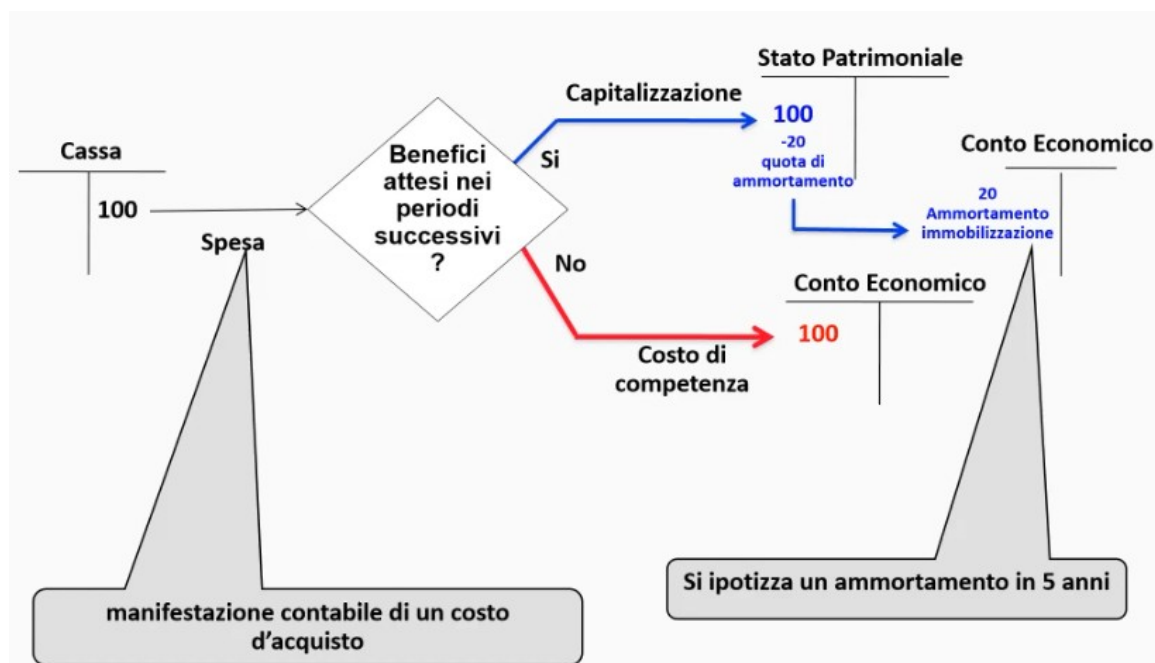 Stato Patrimoniale
Capitalizzazione
100
-20
quota di
ammortamento
Conto Economico
20
Ammortamento
immobilizzazione
Cassa
100
Spesa
Benefici
attesi nei
periodi
successivi
?
Si
No
Costo di
competenza
Conto Economico
100
manifestazione contabile di un costo
d'acquisto
Si ipotizza un ammortamento in 5 anni